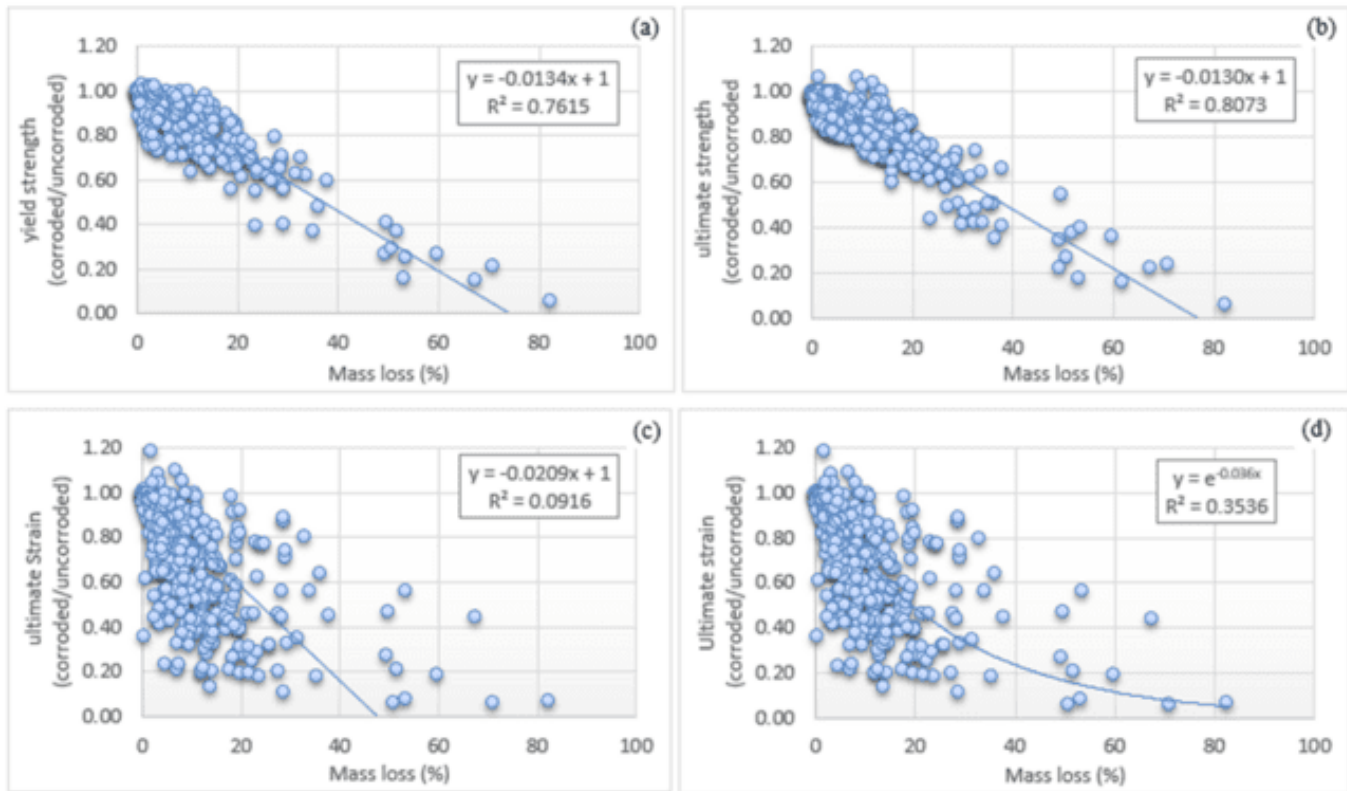 (a)
1.20
1.00
0.80
0.60
0.40
0.20
0.00
yield strength
(corroded/uncorroded)
y = -0.0134x + 1
R² = 0.7615
0 20 40 60 80 100
Mass loss (%)
(b)
1.20
1.00
0.80
0.60
0.40
0.20
0.00
ultimate strength
(corroded/uncorroded)
y = -0.0130x + 1
R² = 0.8073
0 20 40 60 80 100
Mass loss (%)
(c)
1.20
1.00
0.80
0.60
0.40
0.20
0.00
ultimate Strain
(corroded/uncorroded)
y = -0.0209x + 1
R² = 0.0916
0 20 40 60 80 100
Mass loss (%)
(d)
1.20
1.00
0.80
0.60
0.40
0.20
0.00
Ultimate strain
(corroded/uncorroded)
y = e^-0.036x
R² = 0.3536
0 20 40 60 80 100
Mass loss (%)